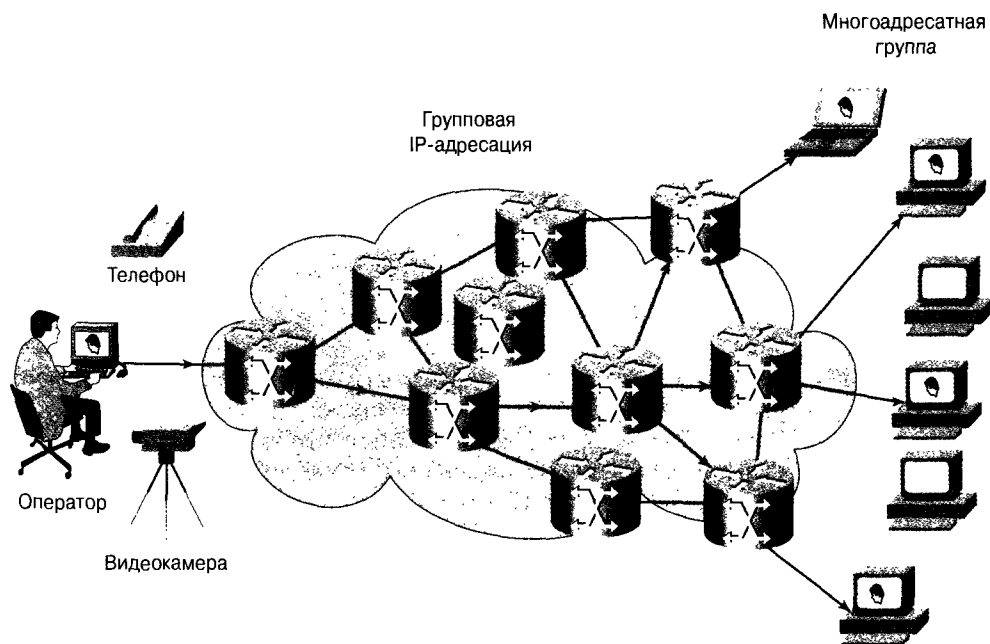 Многоадресатная
группа
Групповая
IP-адресация
Телефон
Оператор
Видеокамера